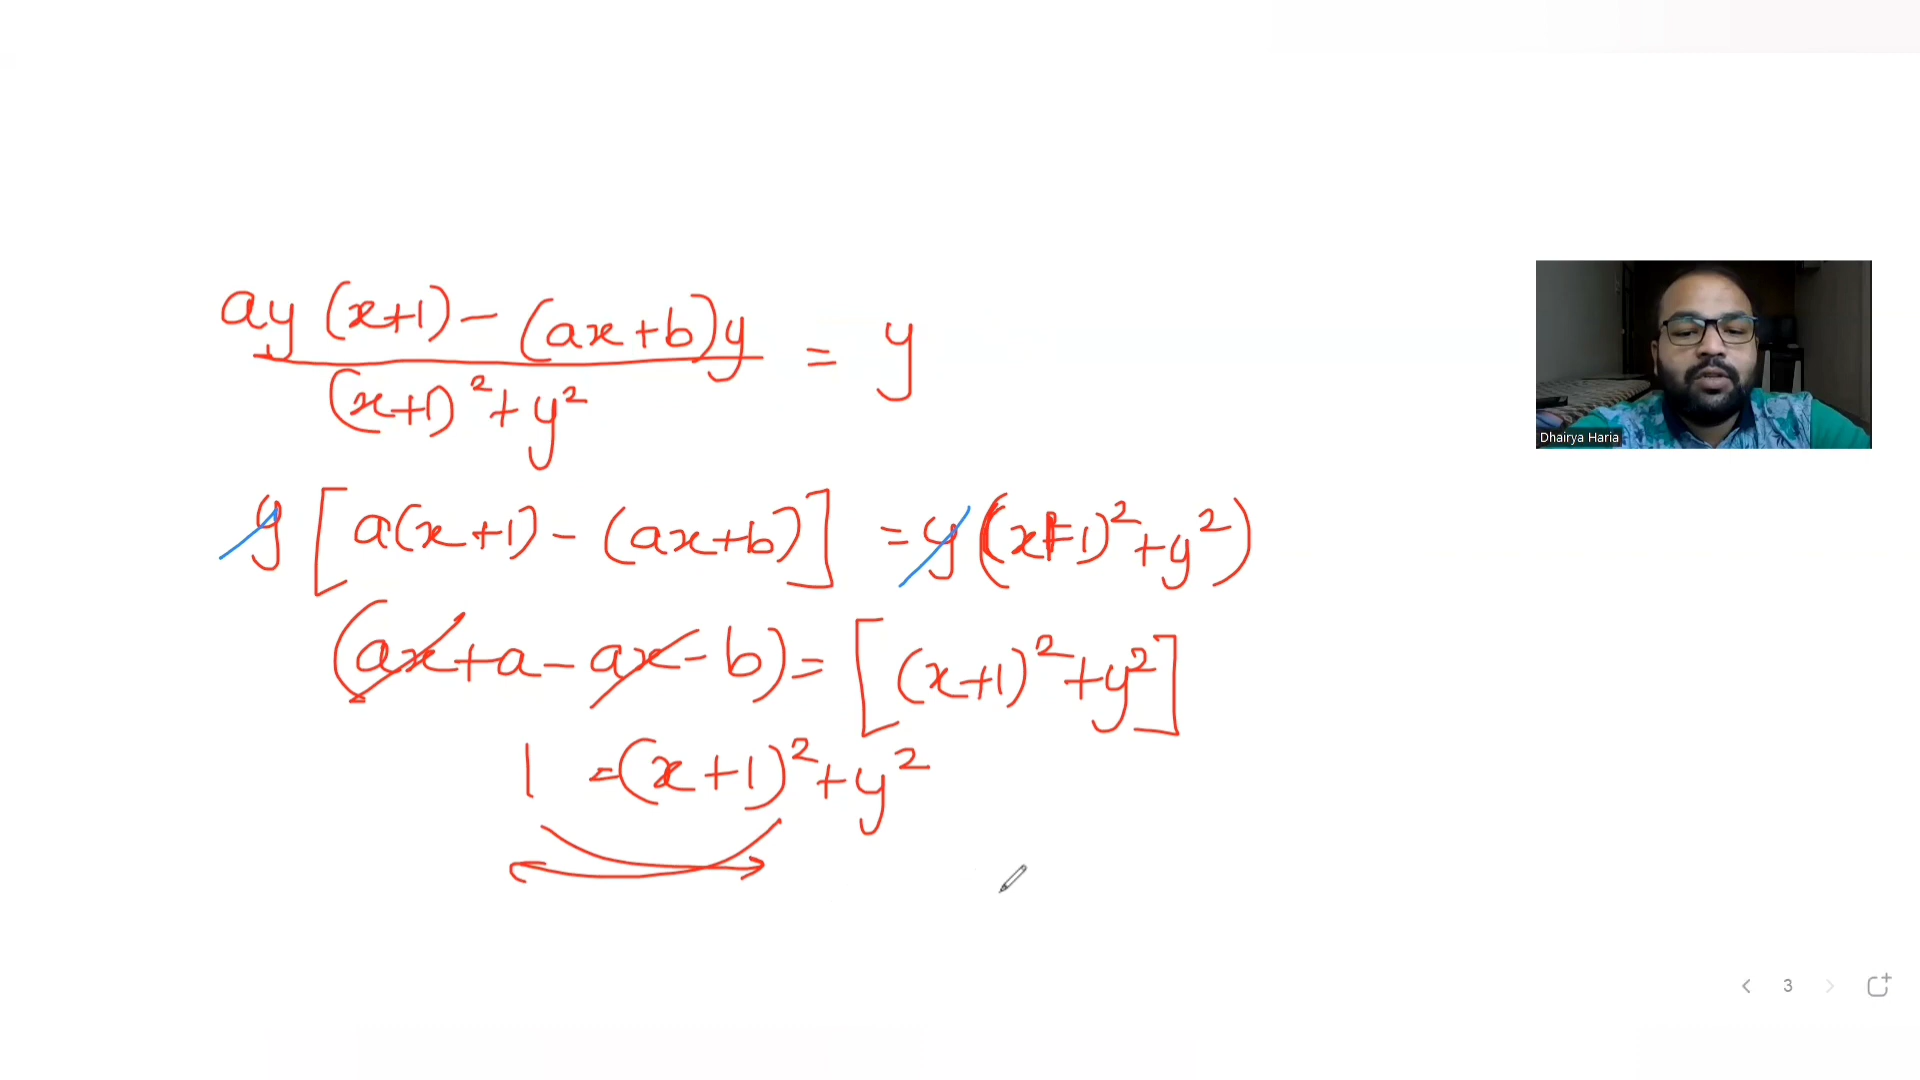 ay(x+1)-(ax+b)y
(x+1)²+y²
= y
y[a(x+1)-(ax+b)] = y((x+1)²+y²)
(ax+a-ax-b) = [(x+1)²+y²]
1 = (x+1)²+y²
Dhairya Haria
< 3 >